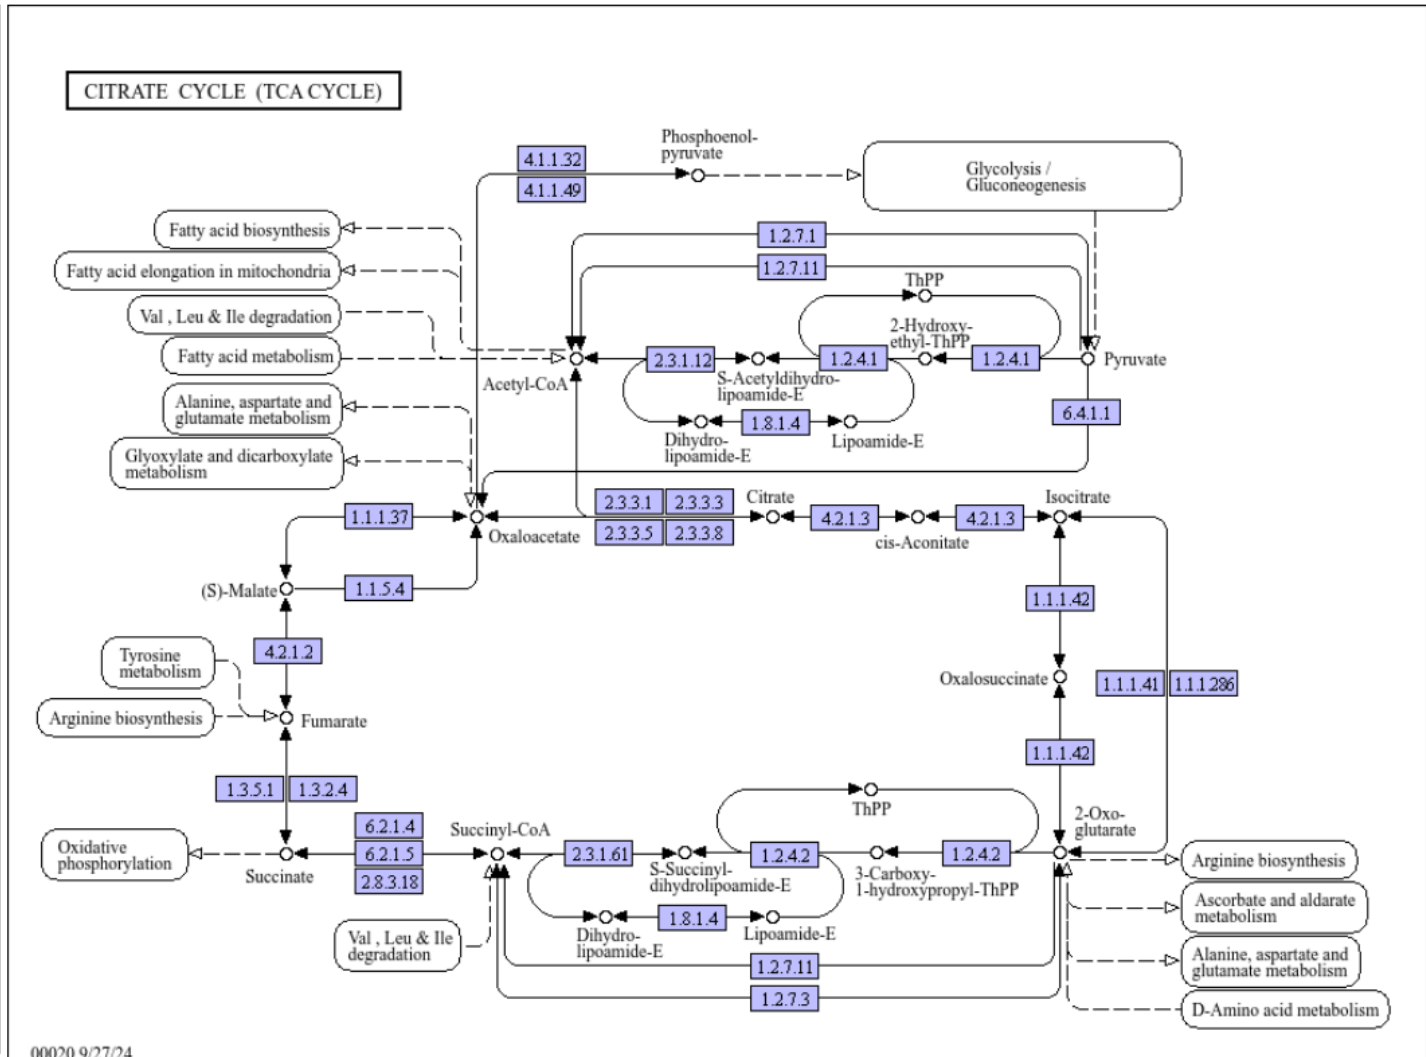 CITRATE CYCLE (TCA CYCLE)
Phosphoenol-
pyruvate
4.1.1.32
4.1.1.49
Glycolysis /
Gluconeogenesis
Fatty acid biosynthesis
Fatty acid elongation in mitochondria
Val , Leu & Ile degradation
Fatty acid metabolism
Alanine, aspartate and
glutamate metabolism
Glyoxylate and dicarboxylate
metabolism
1.2.7.1
1.2.7.11
ThPP
2-Hydroxy-
ethyl-ThPP
2.3.1.12
1.2.4.1
1.2.4.1
Pyruvate
Acetyl-CoA
S-Acetyldihydro-
lipoamide-E
1.8.1.4
6.4.1.1
Dihydro-
lipoamide-E
Lipoamide-E
1.1.1.37
Oxaloacetate
2.3.3.1
2.3.3.3
2.3.3.5
2.3.3.8
Citrate
4.2.1.3
cis-Aconitate
4.2.1.3
Isocitrate
(S)-Malate
1.1.5.4
1.1.1.42
4.2.1.2
Tyrosine
metabolism
Oxalosuccinate
1.1.1.41
1.1.1.286
Arginine biosynthesis
Fumarate
1.1.1.42
1.3.5.1
1.3.2.4
ThPP
2-Oxo-
glutarate
6.2.1.4
6.2.1.5
2.8.3.18
Succinyl-CoA
Oxidative
phosphorylation
Succinate
2.3.1.61
S-Succinyl-
dihydrolipoamide-E
1.2.4.2
3-Carboxy-
1-hydroxypropyl-ThPP
1.2.4.2
Arginine biosynthesis
Ascorbate and aldarate
metabolism
1.8.1.4
Val , Leu & Ile
degradation
Dihydro-
lipoamide-E
Lipoamide-E
1.2.7.11
1.2.7.3
Alanine, aspartate and
glutamate metabolism
D-Amino acid metabolism
00020 9/27/24